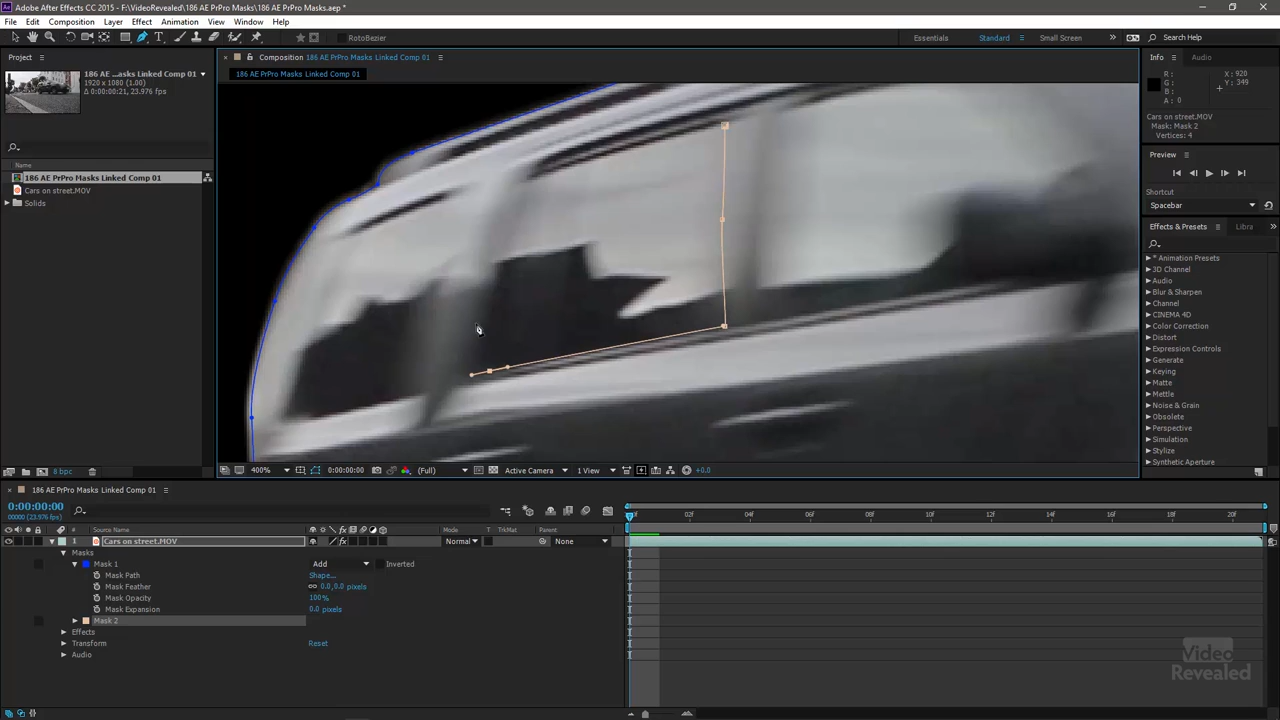 Adobe After Effects CC 2015 - F:\VideoRevealed\186 AE PrPro Masks\186 AE PrPro Masks.aep *
File Edit Composition Layer Effect Animation View Window Help
RotoBezier
Essentials Standard Small Screen Search Help
Project
186 AE ...asks Linked Comp 01
1920 x 1080 (1.00)
Δ 0:00:00:21, 23.976 fps
Name
186 AE PrPro Masks Linked Comp 01
Cars on street.MOV
Solids
8 bpc
Composition 186 AE PrPro Masks Linked Comp 01
186 AE PrPro Masks Linked Comp 01
400% 0:00:00:00 (Full) Active Camera 1 View +0.0
Info Audio
R:
G:
B:
A: 0
X: 920
Y: 349
Cars on street.MOV
Mask: Mask 2
Vertices: 4
Preview
Shortcut
Spacebar
Effects & Presets Libra
* Animation Presets
3D Channel
Audio
Blur & Sharpen
Channel
CINEMA 4D
Color Correction
Distort
Expression Controls
Generate
Keying
Matte
Mettle
Noise & Grain
Obsolete
Perspective
Simulation
Stylize
Synthetic Aperture
186 AE PrPro Masks Linked Comp 01
0:00:00:00
00000 (23.976 fps)
02f 04f 06f 08f 10f 12f 14f 16f 18f 20f
# Source Name Mode T TrkMat Parent
1 Cars on street.MOV Normal None
Masks
Mask 1 Add Inverted
Mask Path Shape...
Mask Feather 0.0,0.0 pixels
Mask Opacity 100%
Mask Expansion 0.0 pixels
Mask 2
Effects
Transform Reset
Audio
Video
Revealed